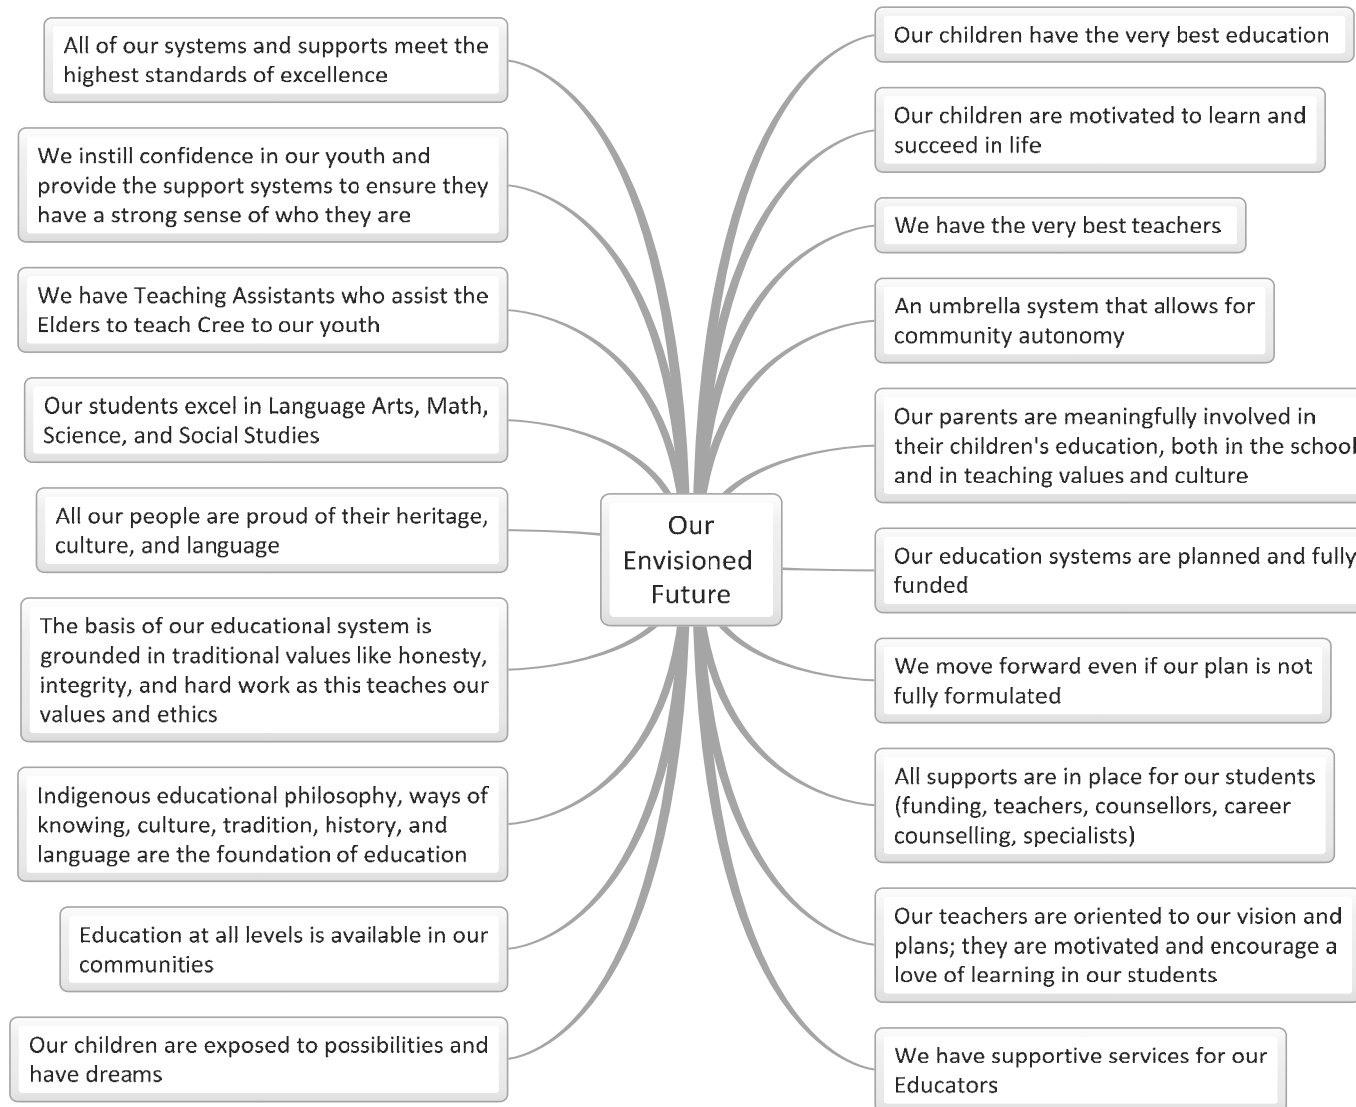 All of our systems and supports meet the
highest standards of excellence
We instill confidence in our youth and
provide the support systems to ensure they
have a strong sense of who they are
We have Teaching Assistants who assist the
Elders to teach Cree to our youth
Our students excel in Language Arts, Math,
Science, and Social Studies
All our people are proud of their heritage,
culture, and language
The basis of our educational system is
grounded in traditional values like honesty,
integrity, and hard work as this teaches our
values and ethics
Indigenous educational philosophy, ways of
knowing, culture, tradition, history, and
language are the foundation of education
Education at all levels is available in our
communities
Our children are exposed to possibilities and
have dreams
Our
Envisioned
Future
Our children have the very best education
Our children are motivated to learn and
succeed in life
We have the very best teachers
An umbrella system that allows for
community autonomy
Our parents are meaningfully involved in
their children's education, both in the school
and in teaching values and culture
Our education systems are planned and fully
funded
We move forward even if our plan is not
fully formulated
All supports are in place for our students
(funding, teachers, counsellors, career
counselling, specialists)
Our teachers are oriented to our vision and
plans; they are motivated and encourage a
love of learning in our students
We have supportive services for our
Educators